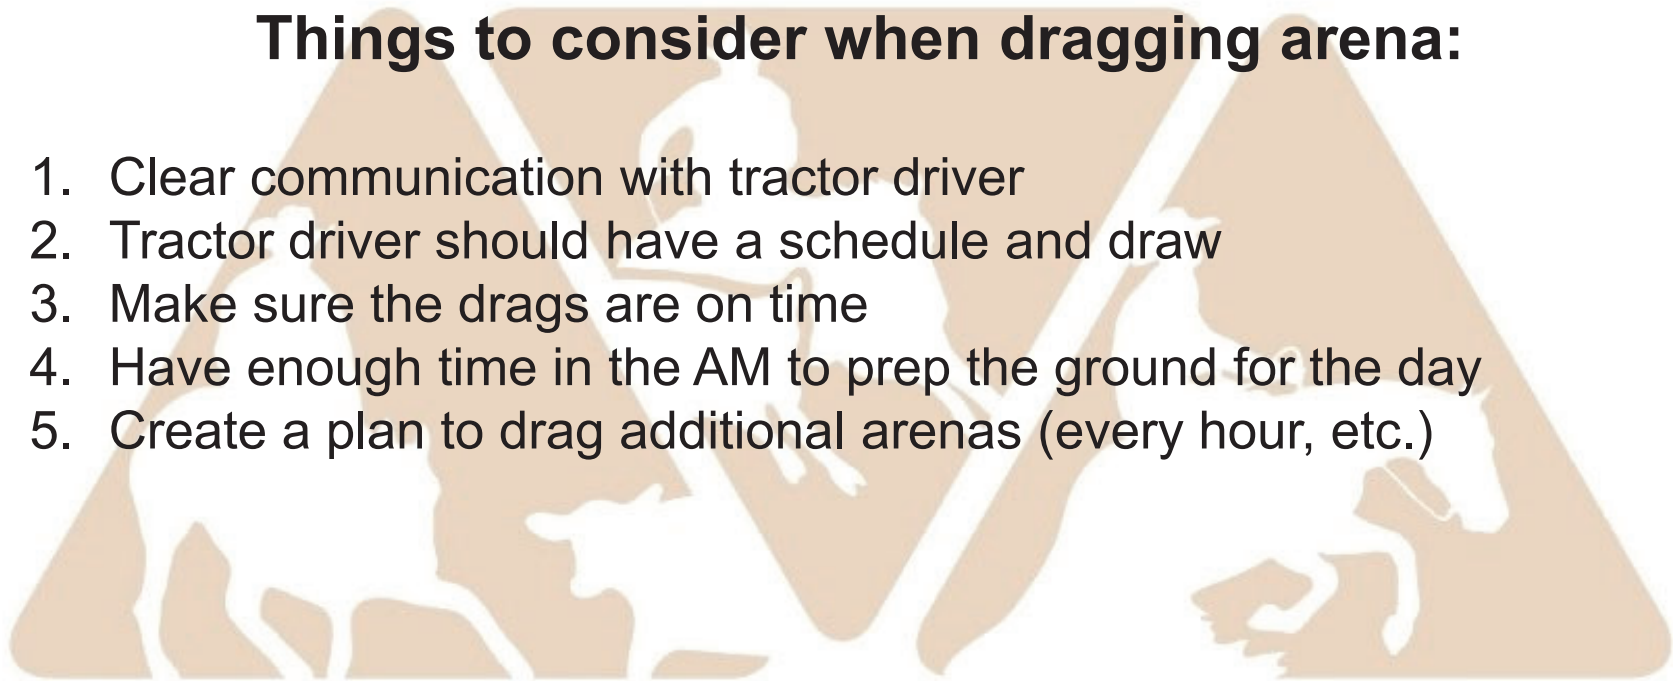 Things to consider when dragging arena:
1. Clear communication with tractor driver
2. Tractor driver should have a schedule and draw
3. Make sure the drags are on time
4. Have enough time in the AM to prep the ground for the day
5. Create a plan to drag additional arenas (every hour, etc.)